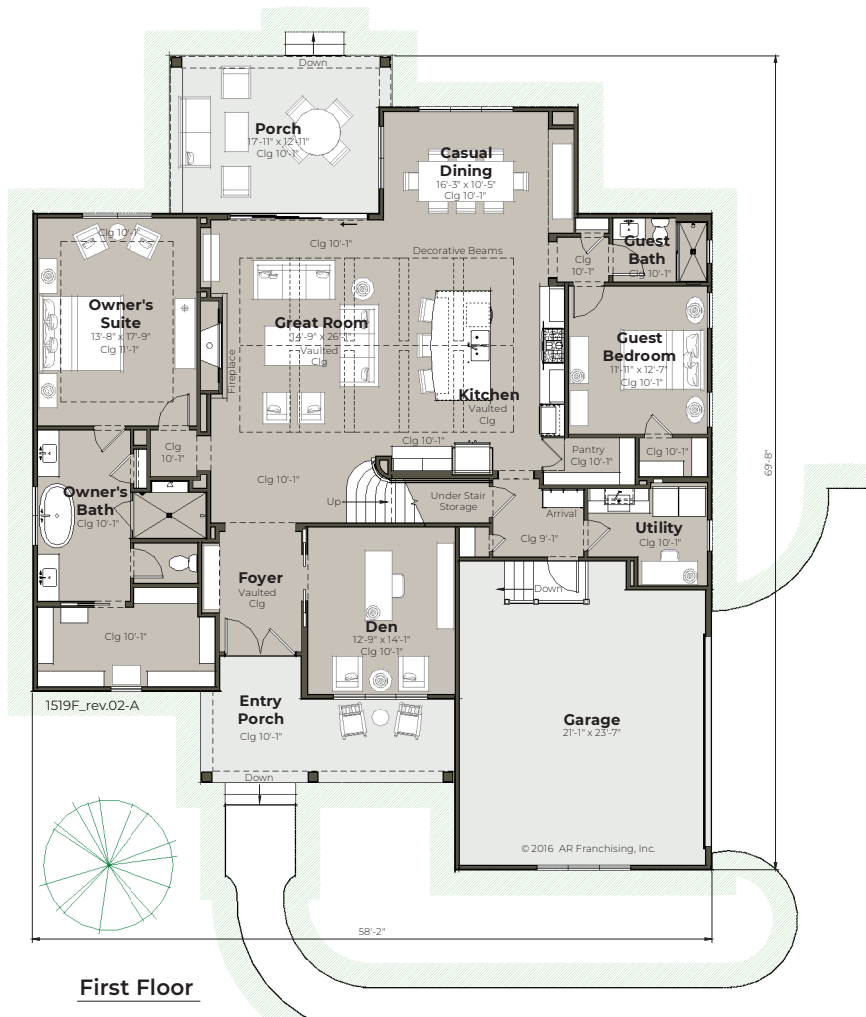 Down
Porch
17'-11" x 12'-11"
Clg 10'-1"
Casual
Dining
16'-3" x 10'-5"
Clg 10'-1"
Clg 10'-1"
Clg 10'-1"
Decorative Beams
Clg
10'-1"
Guest
Bath
Clg 10'-1"
Owner's
Suite
13'-8" x 17'-9"
Clg 11'-1"
Fireplace
Great Room
Vaulted
Clg
Kitchen
Vaulted
Clg
Guest
Bedroom
11'-11" x 12'-7"
Clg 10'-1"
Clg
10'-1"
Clg 10'-1"
Pantry
Clg 10'-1"
Clg 10'-1"
69'-8"
Owner's
Bath
Clg 10'-1"
Clg 10'-1"
Up
Under Stair
Storage
Arrival
Utility
Clg 10'-1"
Clg 9'-1"
Foyer
Vaulted
Clg
Down
Den
12'-9" x 14'-1"
Clg 10'-1"
Clg 10'-1"
1519F_rev.02-A
Entry
Porch
Clg 10'-1"
Garage
21'-1" x 23'-7"
Down
© 2016 AR Franchising, Inc.
58'-2"
First Floor